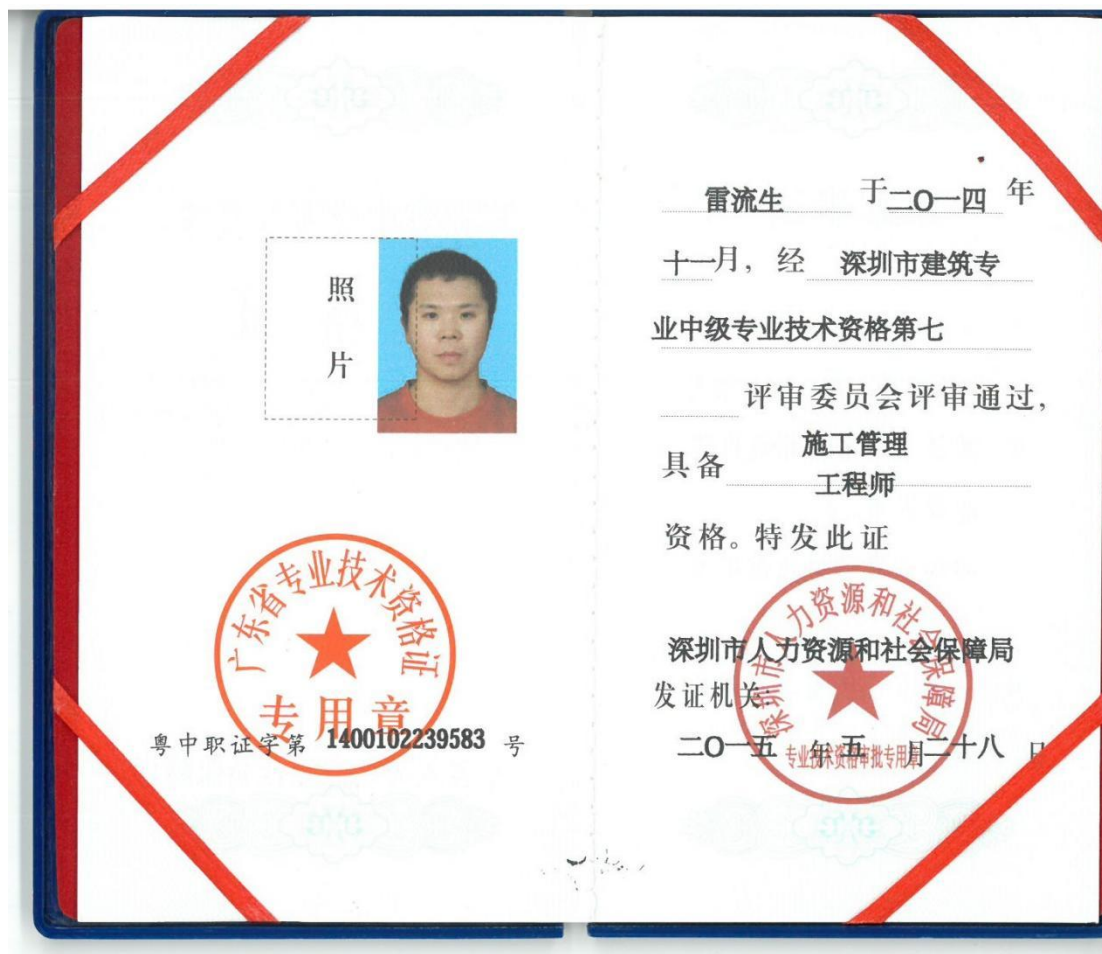 照
片
广东省专业技术资格证
专用章
粤中职证字第 1400102239583 号
雷流生 于二O一四 年
十一月，经 深圳市建筑专
业中级专业技术资格第七
评审委员会评审通过，
具备 施工管理
工程师
资格。特发此证
深圳市人力资源和社会保障局
深圳市人力资源和社会保障局
发证机关：
二O一五 年 五 月二十八 日
专业技术资格审批专用章